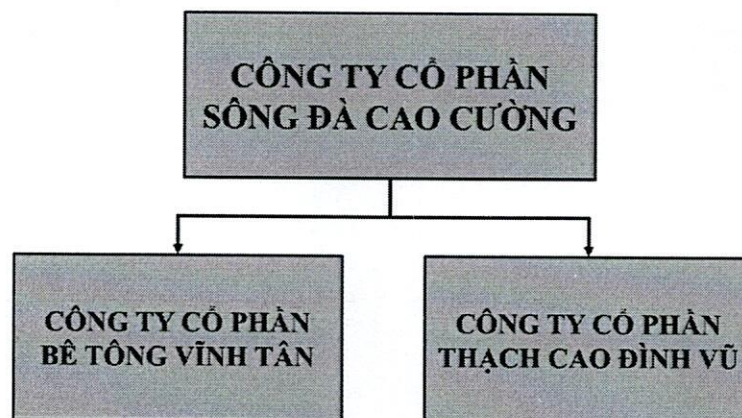 CÔNG TY CỔ PHẦN
SÔNG ĐÀ CAO CƯỜNG
CÔNG TY CỔ PHẦN
BÊ TÔNG VĨNH TÂN
CÔNG TY CỔ PHẦN
THẠCH CAO ĐÌNH VŨ